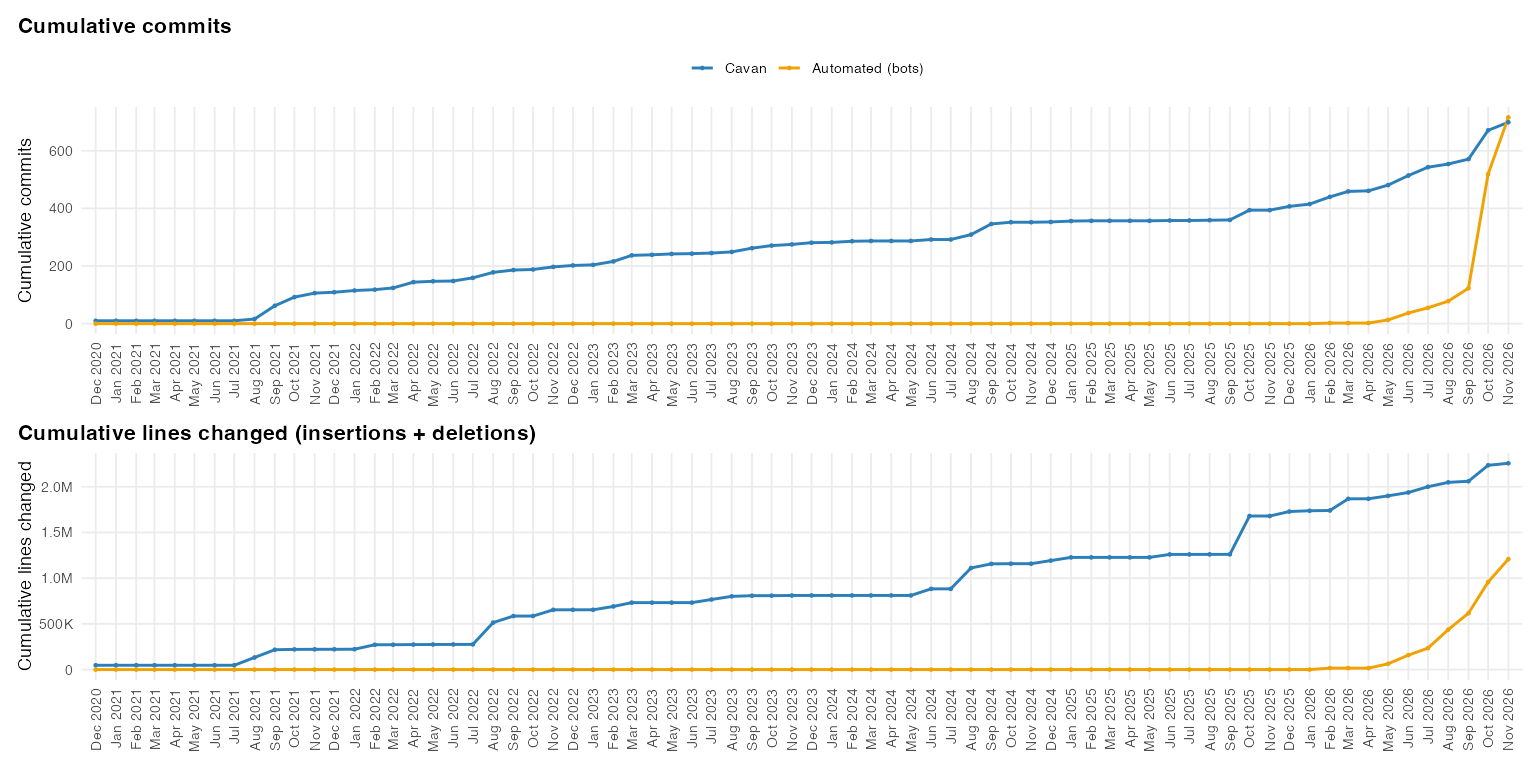 Cumulative commits
Cavan
Automated (bots)
Cumulative commits
600
400
200
0
Dec 2020
Jan 2021
Feb 2021
Mar 2021
Apr 2021
May 2021
Jun 2021
Jul 2021
Aug 2021
Sep 2021
Oct 2021
Nov 2021
Dec 2021
Jan 2022
Feb 2022
Mar 2022
Apr 2022
May 2022
Jun 2022
Jul 2022
Aug 2022
Sep 2022
Oct 2022
Nov 2022
Dec 2022
Jan 2023
Feb 2023
Mar 2023
Apr 2023
May 2023
Jun 2023
Jul 2023
Aug 2023
Sep 2023
Oct 2023
Nov 2023
Dec 2023
Jan 2024
Feb 2024
Mar 2024
Apr 2024
May 2024
Jun 2024
Jul 2024
Aug 2024
Sep 2024
Oct 2024
Nov 2024
Dec 2024
Jan 2025
Feb 2025
Mar 2025
Apr 2025
May 2025
Jun 2025
Jul 2025
Aug 2025
Sep 2025
Oct 2025
Nov 2025
Dec 2025
Jan 2026
Feb 2026
Mar 2026
Apr 2026
May 2026
Jun 2026
Jul 2026
Aug 2026
Sep 2026
Oct 2026
Nov 2026
Cumulative lines changed (insertions + deletions)
Cumulative lines changed
2.0M
1.5M
1.0M
500K
0
Dec 2020
Jan 2021
Feb 2021
Mar 2021
Apr 2021
May 2021
Jun 2021
Jul 2021
Aug 2021
Sep 2021
Oct 2021
Nov 2021
Dec 2021
Jan 2022
Feb 2022
Mar 2022
Apr 2022
May 2022
Jun 2022
Jul 2022
Aug 2022
Sep 2022
Oct 2022
Nov 2022
Dec 2022
Jan 2023
Feb 2023
Mar 2023
Apr 2023
May 2023
Jun 2023
Jul 2023
Aug 2023
Sep 2023
Oct 2023
Nov 2023
Dec 2023
Jan 2024
Feb 2024
Mar 2024
Apr 2024
May 2024
Jun 2024
Jul 2024
Aug 2024
Sep 2024
Oct 2024
Nov 2024
Dec 2024
Jan 2025
Feb 2025
Mar 2025
Apr 2025
May 2025
Jun 2025
Jul 2025
Aug 2025
Sep 2025
Oct 2025
Nov 2025
Dec 2025
Jan 2026
Feb 2026
Mar 2026
Apr 2026
May 2026
Jun 2026
Jul 2026
Aug 2026
Sep 2026
Oct 2026
Nov 2026